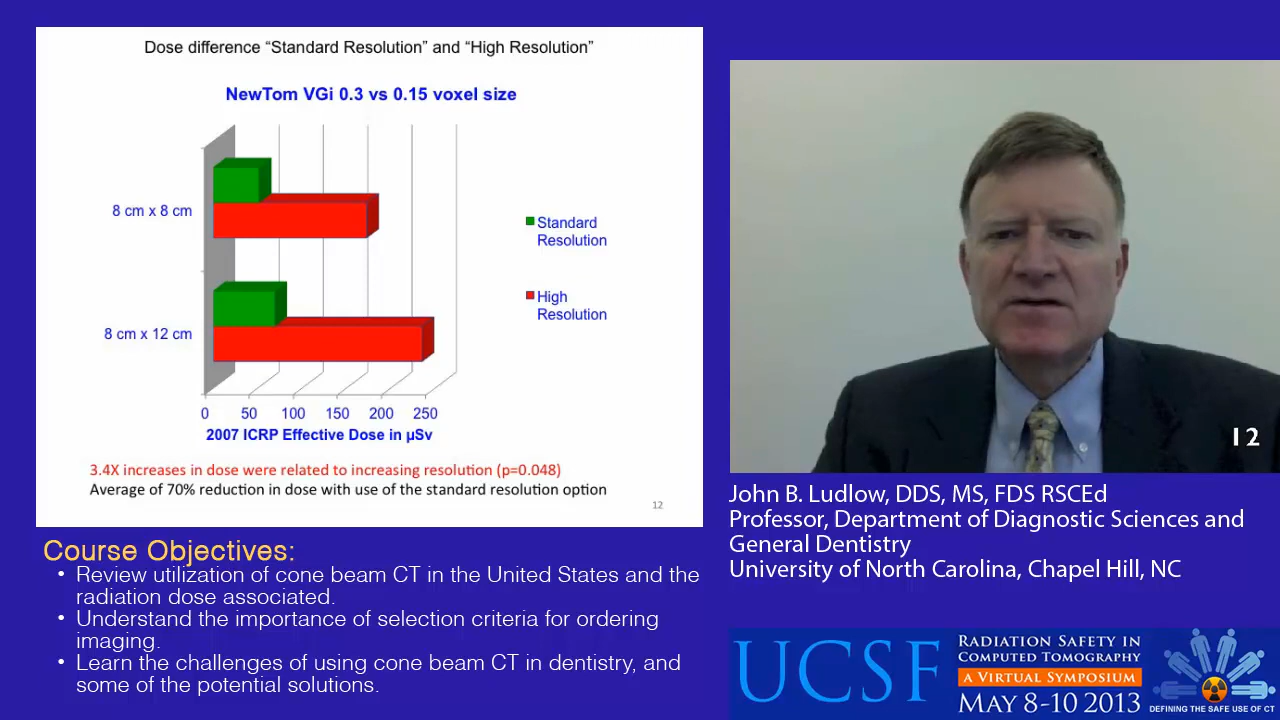 Dose difference “Standard Resolution” and “High Resolution”
NewTom VGi 0.3 vs 0.15 voxel size
8 cm x 8 cm
8 cm x 12 cm
Standard
Resolution
High
Resolution
0 50 100 150 200 250
2007 ICRP Effective Dose in µSv
3.4X increases in dose were related to increasing resolution (p=0.048)
Average of 70% reduction in dose with use of the standard resolution option
12
Course Objectives:
• Review utilization of cone beam CT in the United States and the
radiation dose associated.
• Understand the importance of selection criteria for ordering
imaging.
• Learn the challenges of using cone beam CT in dentistry, and
some of the potential solutions.
12
John B. Ludlow, DDS, MS, FDS RSCEd
Professor, Department of Diagnostic Sciences and
General Dentistry
University of North Carolina, Chapel Hill, NC
UCSF
RADIATION SAFETY IN
COMPUTED TOMOGRAPHY
A VIRTUAL SYMPOSIUM
MAY 8-10 2013
DEFINING THE SAFE USE OF CT